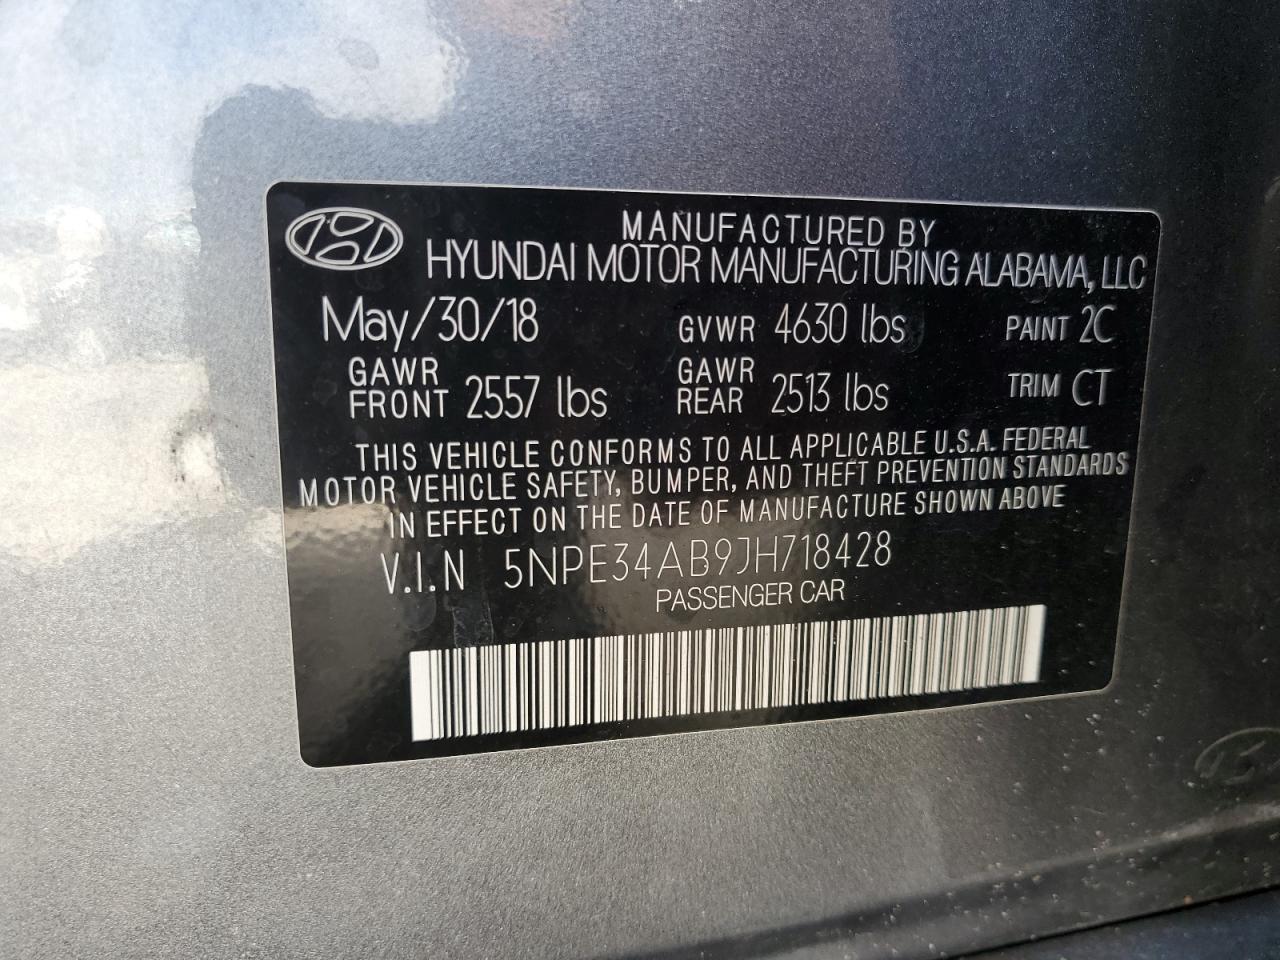 MANUFACTURED BY
HYUNDAI MOTOR MANUFACTURING ALABAMA, LLC
May/30/18 GVWR 4630 lbs PAINT 2C
GAWR FRONT 2557 lbs GAWR REAR 2513 lbs TRIM CT
THIS VEHICLE CONFORMS TO ALL APPLICABLE U.S.A. FEDERAL
MOTOR VEHICLE SAFETY, BUMPER, AND THEFT PREVENTION STANDARDS
IN EFFECT ON THE DATE OF MANUFACTURE SHOWN ABOVE
V.I.N 5NPE34AB9JH718428
PASSENGER CAR